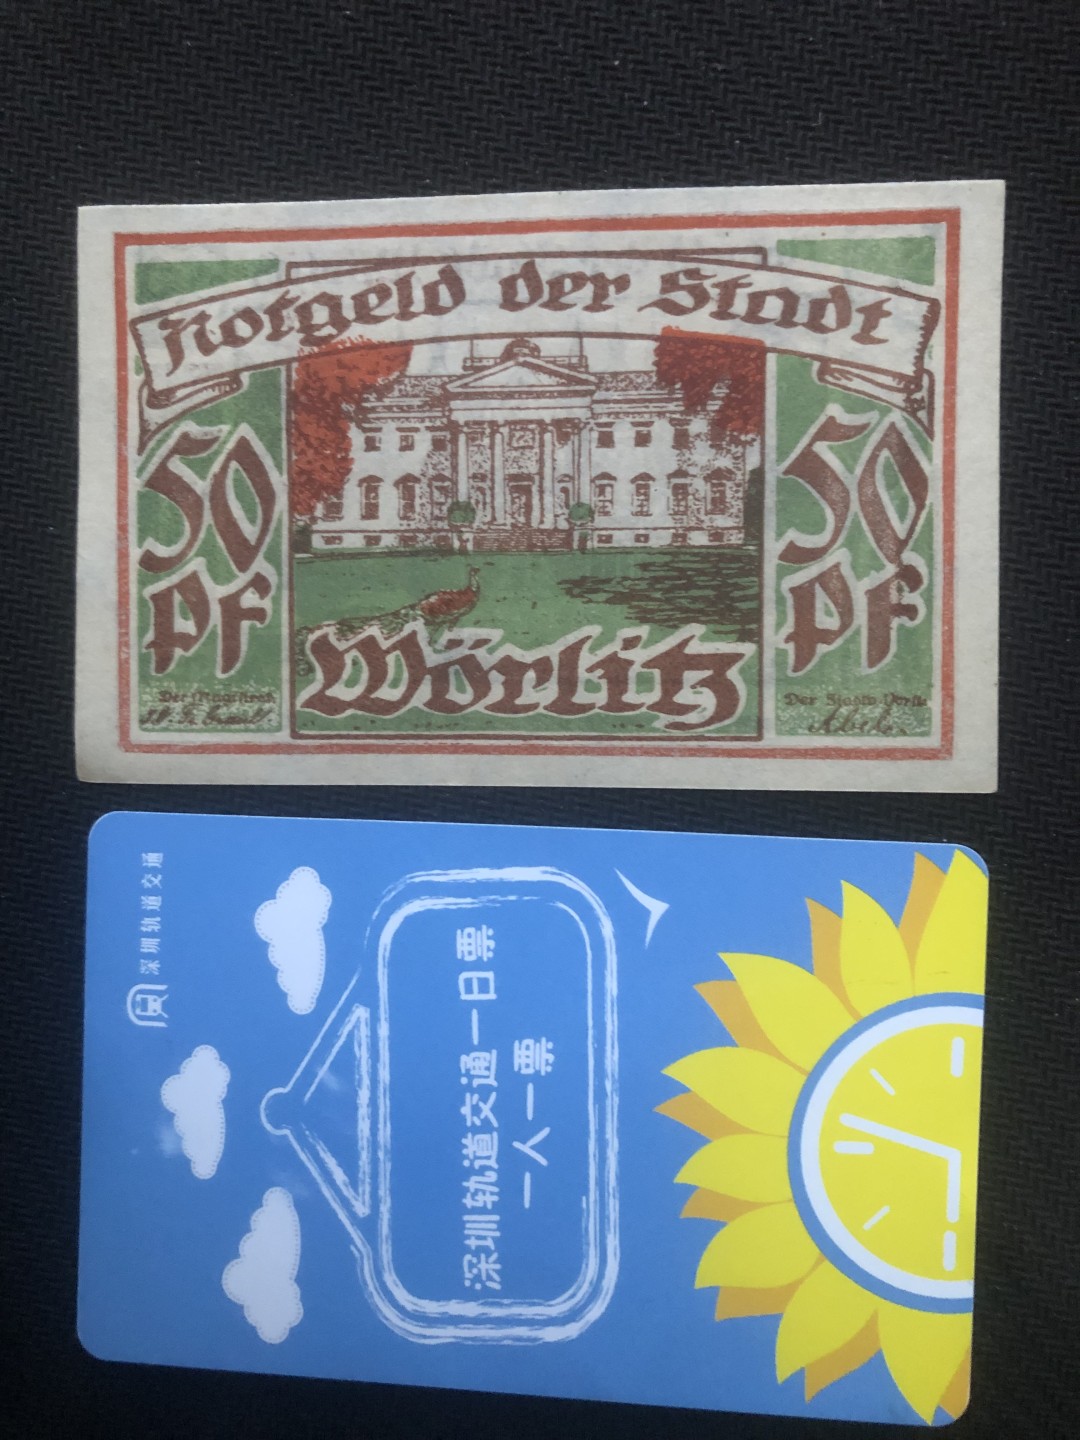 Notgeld der Stadt
50
Pf
50
Pf
Wörlitz
Der Magistrat
Der Stadtv.-Vorst.
深圳轨道交通
深圳轨道交通一日票
一人一票